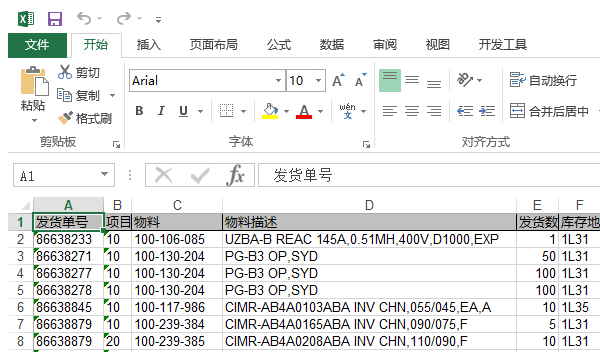 文件 开始 插入 页面布局 公式 数据 审阅 视图 开发工具
剪切
复制
格式刷
粘贴
剪贴板
Arial 10 A A
B I U A wén 文
字体
自动换行
合并后居中
对齐方式
A1 fx 发货单号
A B C D E F
1 发货单号 项目 物料 物料描述 发货数 库存地
2 86638233 10 100-106-085 UZBA-B REAC 145A,0.51MH,400V,D1000,EXP 1 1L31
3 86638271 10 100-130-204 PG-B3 OP,SYD 50 1L31
4 86638277 10 100-130-204 PG-B3 OP,SYD 100 1L31
5 86638278 10 100-130-204 PG-B3 OP,SYD 100 1L31
6 86638845 10 100-117-986 CIMR-AB4A0103ABA INV CHN,055/045,EA,A 10 1L35
7 86638879 10 100-239-384 CIMR-AB4A0165ABA INV CHN,090/075,F 5 1L31
8 86638879 20 100-239-385 CIMR-AB4A0208ABA INV CHN,110/090,F 10 1L31